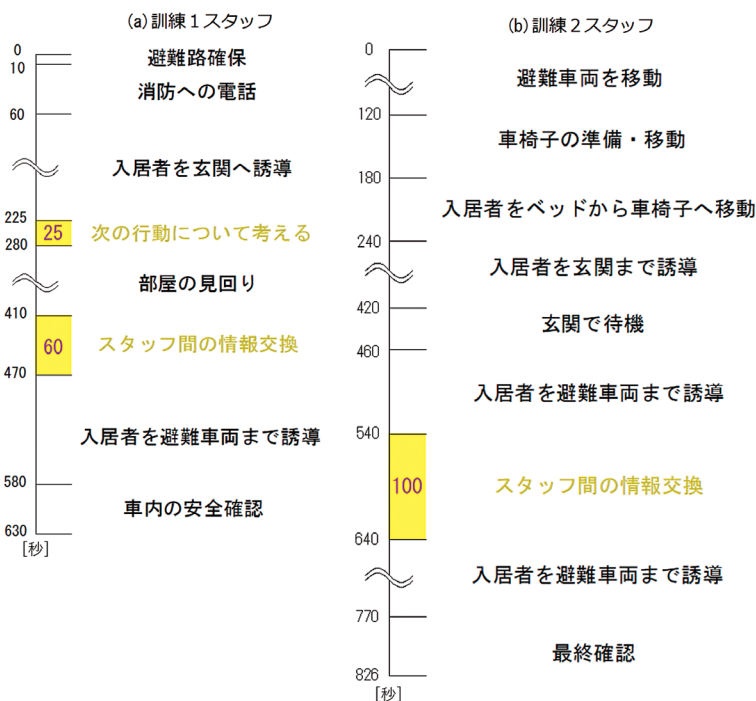 (a)訓練1スタッフ
0
避難路確保
10
消防への電話
60
入居者を玄関へ誘導
225
25
次の行動について考える
280
部屋の見回り
410
60
スタッフ間の情報交換
470
入居者を避難車両まで誘導
580
車内の安全確認
630
[秒]
(b)訓練2スタッフ
0
避難車両を移動
120
車椅子の準備・移動
180
入居者をベッドから車椅子へ移動
240
入居者を玄関まで誘導
420
玄関で待機
460
入居者を避難車両まで誘導
540
100
スタッフ間の情報交換
640
入居者を避難車両まで誘導
770
最終確認
826
[秒]